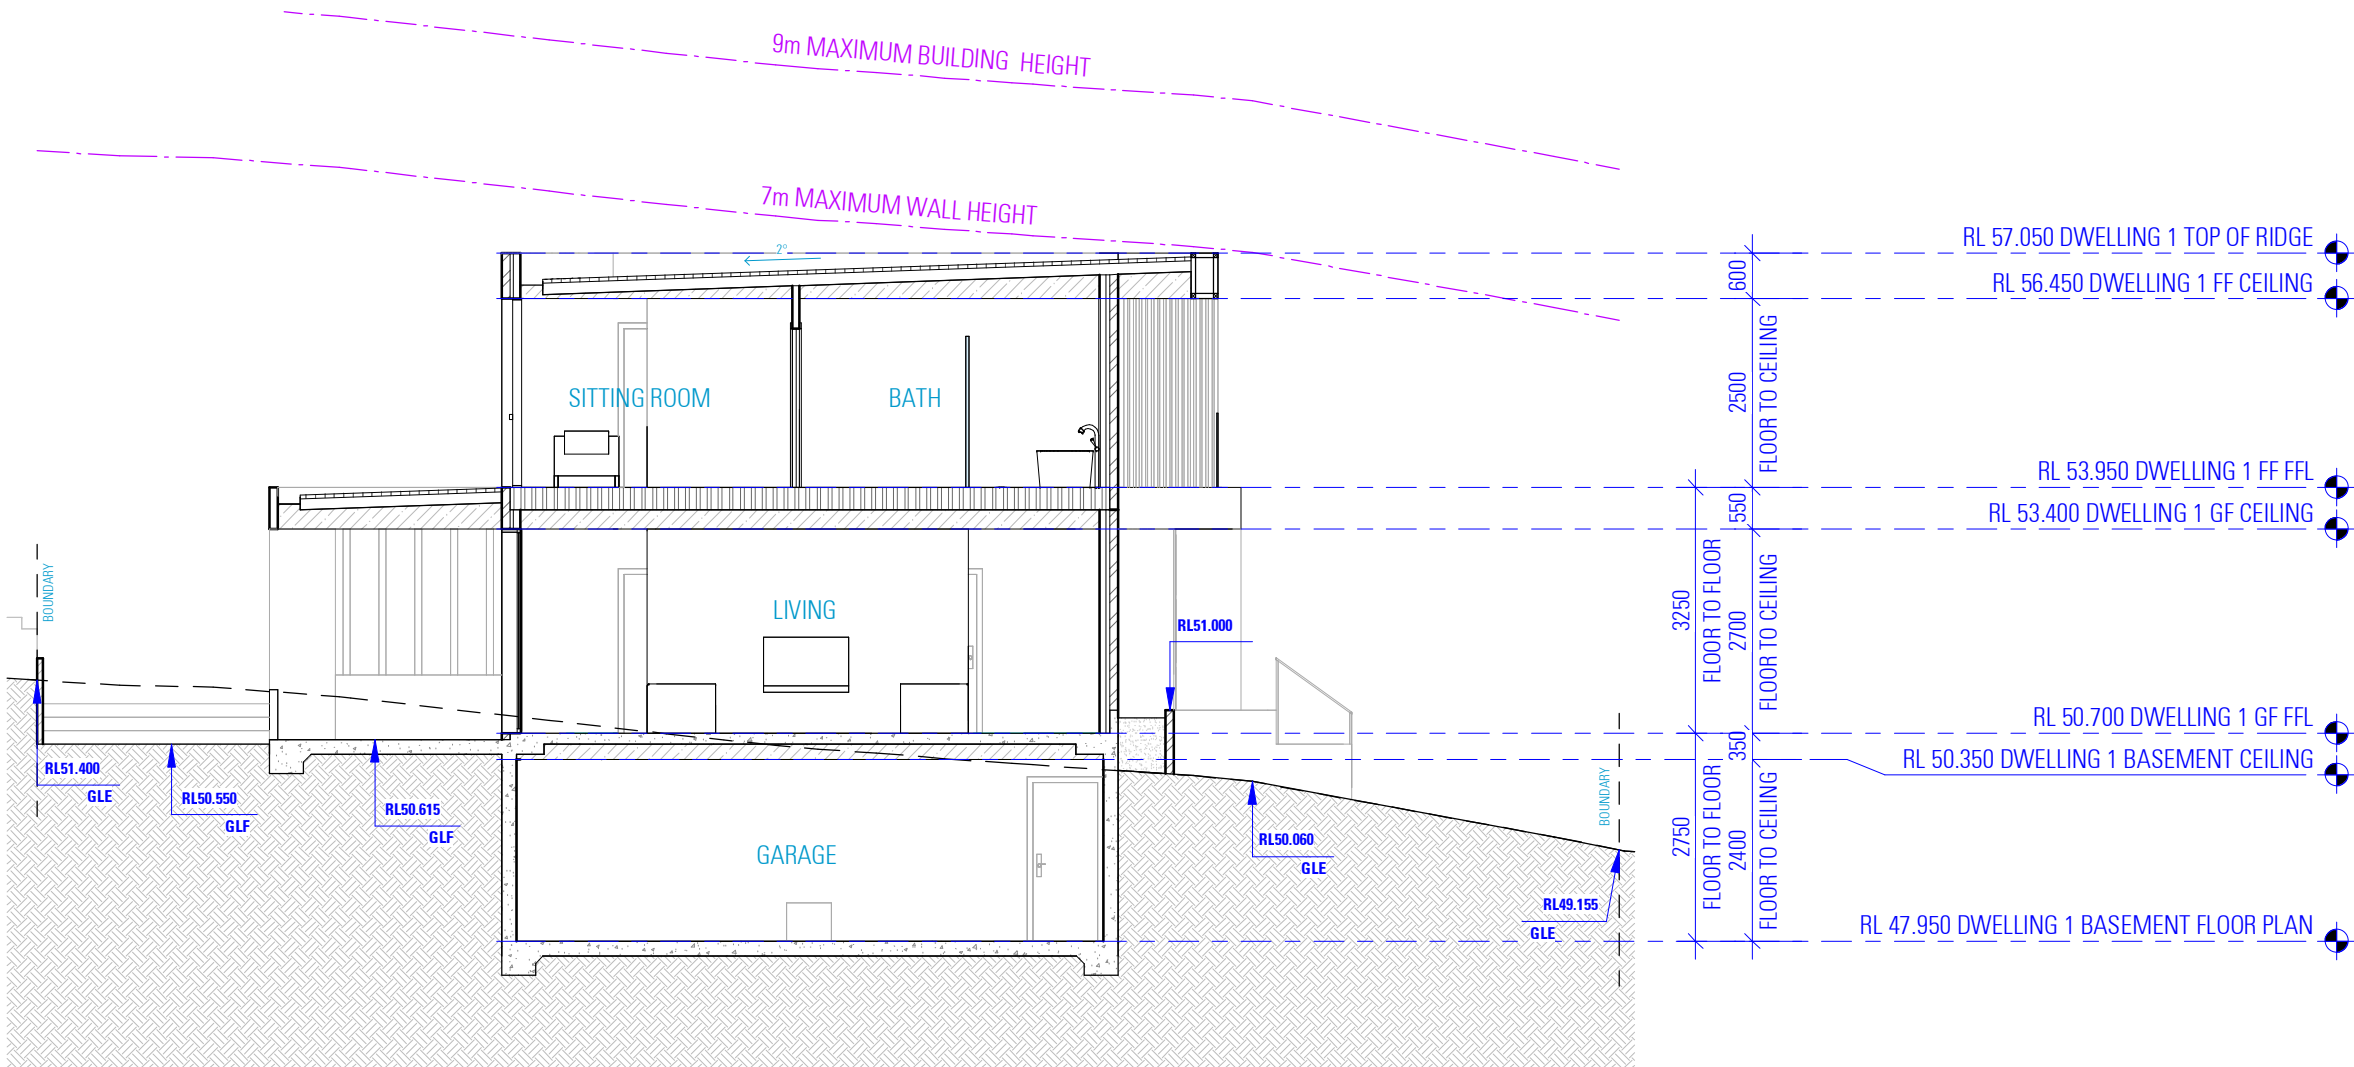 9m MAXIMUM BUILDING HEIGHT
7m MAXIMUM WALL HEIGHT
2°
RL 57.050 DWELLING 1 TOP OF RIDGE
600
RL 56.450 DWELLING 1 FF CEILING
SITTING ROOM
BATH
2500
FLOOR TO CEILING
RL 53.950 DWELLING 1 FF FFL
550
RL 53.400 DWELLING 1 GF CEILING
BOUNDARY
LIVING
RL51.000
3250
FLOOR TO FLOOR
2700
FLOOR TO CEILING
RL 50.700 DWELLING 1 GF FFL
350
RL 50.350 DWELLING 1 BASEMENT CEILING
RL51.400
GLE
RL50.550
GLF
RL50.615
GLF
GARAGE
RL50.060
GLE
BOUNDARY
2750
FLOOR TO FLOOR
2400
FLOOR TO CEILING
RL49.155
GLE
RL 47.950 DWELLING 1 BASEMENT FLOOR PLAN